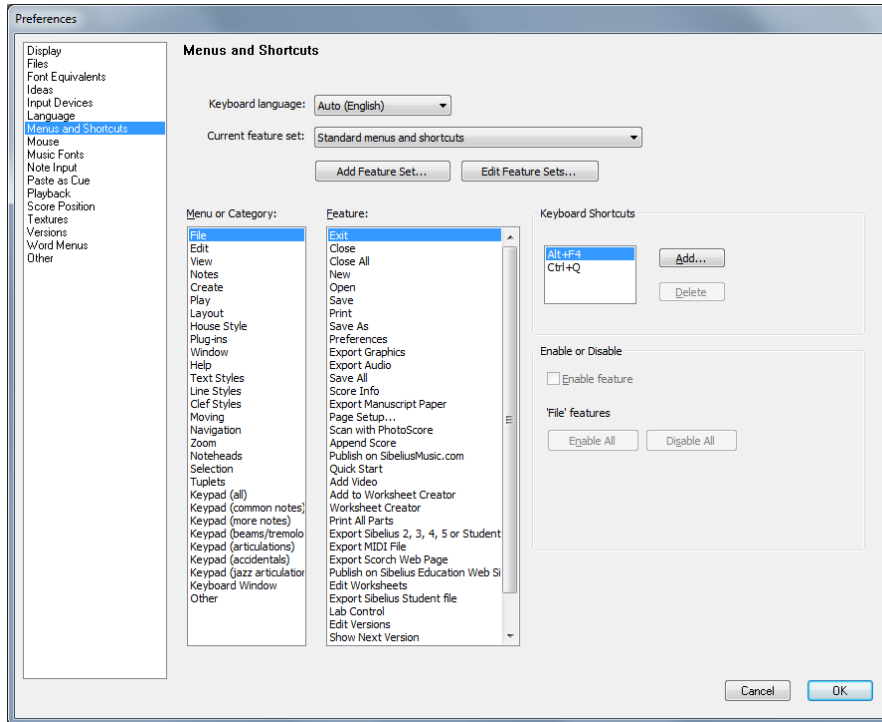 Preferences
Display
Files
Font Equivalents
Ideas
Input Devices
Language
Menus and Shortcuts
Mouse
Music Fonts
Note Input
Paste as Cue
Playback
Score Position
Textures
Versions
Word Menus
Other
Menus and Shortcuts
Keyboard language: Auto (English)
Current feature set: Standard menus and shortcuts
Add Feature Set... Edit Feature Sets...
Menu or Category:
File
Edit
View
Notes
Create
Play
Layout
House Style
Plug-ins
Window
Help
Text Styles
Line Styles
Clef Styles
Moving
Navigation
Zoom
Noteheads
Selection
Tuplets
Keypad (all)
Keypad (common notes)
Keypad (more notes)
Keypad (beams/tremolo
Keypad (articulations)
Keypad (accidentals)
Keypad (jazz articulation
Keyboard Window
Other
Feature:
Exit
Close
Close All
New
Open
Save
Print
Save As
Preferences
Export Graphics
Export Audio
Save All
Score Info
Export Manuscript Paper
Page Setup...
Scan with PhotoScore
Append Score
Publish on SibeliusMusic.com
Quick Start
Add Video
Add to Worksheet Creator
Worksheet Creator
Print All Parts
Export Sibelius 2, 3, 4, 5 or Student
Export MIDI File
Export Scorch Web Page
Publish on Sibelius Education Web Si
Edit Worksheets
Export Sibelius Student file
Lab Control
Edit Versions
Show Next Version
Keyboard Shortcuts
Alt+F4
Ctrl+Q
Add...
Delete
Enable or Disable
Enable feature
'File' features
Enable All Disable All
Cancel OK